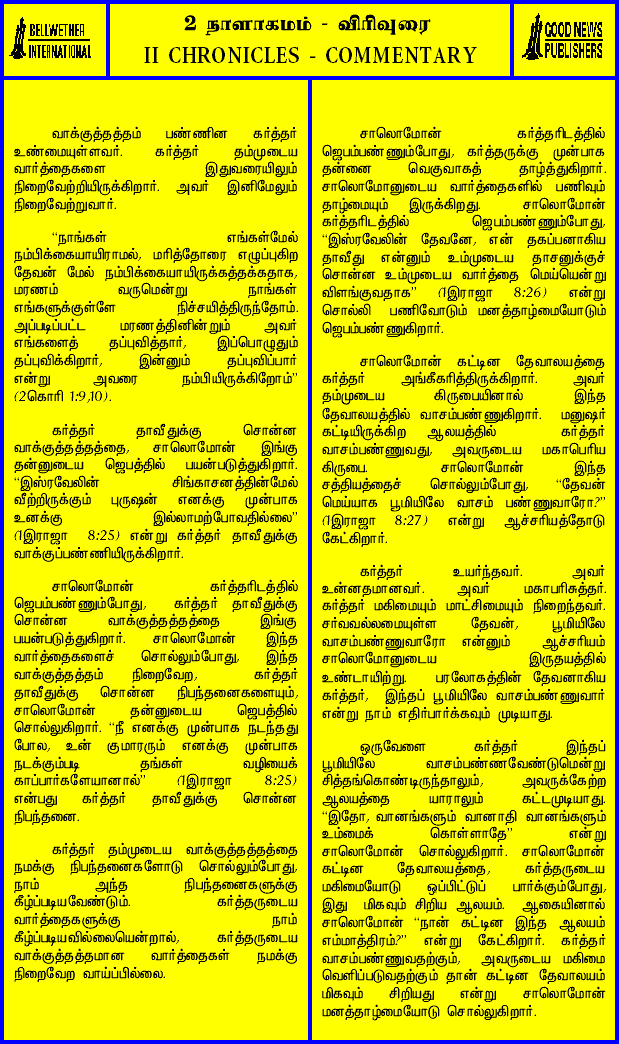 BELLWETHER
INTERNATIONAL
2 நாளாகமம் - விரிவுரை
II CHRONICLES - COMMENTARY
GOOD NEWS
PUBLISHERS
வாக்குத்தத்தம் பண்ணின கர்த்தர்
உண்மையுள்ளவர். கர்த்தர் தம்முடைய
வார்த்தைகளை இதுவரையிலும்
நிறைவேற்றியிருக்கிறார். அவர் இனிமேலும்
நிறைவேற்றுவார்.
“நாங்கள் எங்கள்மேல்
நம்பிக்கையாயிராமல், மரித்தோரை எழுப்புகிற
தேவன் மேல் நம்பிக்கையாயிருக்கத்தக்கதாக,
மரணம் வருமென்று நாங்கள்
எங்களுக்குள்ளே நிச்சயித்திருந்தோம்.
அப்படிப்பட்ட மரணத்தினின்றும் அவர்
எங்களைத் தப்புவித்தார், இப்பொழுதும்
தப்புவிக்கிறார், இன்னும் தப்புவிப்பார்
என்று அவரை நம்பியிருக்கிறோம்”
(2கொரி 1:9,10).
கர்த்தர் தாவீதுக்கு சொன்ன
வாக்குத்தத்தத்தை, சாலொமோன் இங்கு
தன்னுடைய ஜெபத்தில் பயன்படுத்துகிறார்.
“இஸ்ரவேலின் சிங்காசனத்தின்மேல்
வீற்றிருக்கும் புருஷன் எனக்கு முன்பாக
உனக்கு இல்லாமற்போவதில்லை”
(1இராஜா 8:25) என்று கர்த்தர் தாவீதுக்கு
வாக்குப்பண்ணியிருக்கிறார்.
சாலொமோன் கர்த்தரிடத்தில்
ஜெபம்பண்ணும்போது, கர்த்தர் தாவீதுக்கு
சொன்ன வாக்குத்தத்தத்தை இங்கு
பயன்படுத்துகிறார். சாலொமோன் இந்த
வார்த்தைகளைச் சொல்லும்போது, இந்த
வாக்குத்தத்தம் நிறைவேற, கர்த்தர்
தாவீதுக்கு சொன்ன நிபந்தனைகளையும்,
சாலொமோன் தன்னுடைய ஜெபத்தில்
சொல்லுகிறார். “நீ எனக்கு முன்பாக நடந்தது
போல, உன் குமாரரும் எனக்கு முன்பாக
நடக்கும்படி தங்கள் வழியைக்
காப்பார்களேயானால்” (1இராஜா 8:25)
என்பது கர்த்தர் தாவீதுக்கு சொன்ன
நிபந்தனை.
கர்த்தர் தம்முடைய வாக்குத்தத்தத்தை
நமக்கு நிபந்தனைகளோடு சொல்லும்போது,
நாம் அந்த நிபந்தனைகளுக்கு
கீழ்ப்படியவேண்டும். கர்த்தருடைய
வார்த்தைகளுக்கு நாம்
கீழ்ப்படியவில்லையென்றால், கர்த்தருடைய
வாக்குத்தத்தமான வார்த்தைகள் நமக்கு
நிறைவேற வாய்ப்பில்லை.
சாலொமோன் கர்த்தரிடத்தில்
ஜெபம்பண்ணும்போது, கர்த்தருக்கு முன்பாக
தன்னை வெகுவாகத் தாழ்த்துகிறார்.
சாலொமோனுடைய வார்த்தைகளில் பணிவும்
தாழ்மையும் இருக்கிறது. சாலொமோன்
கர்த்தரிடத்தில் ஜெபம்பண்ணும்போது,
“இஸ்ரவேலின் தேவனே, என் தகப்பனாகிய
தாவீது என்னும் உம்முடைய தாசனுக்குச்
சொன்ன உம்முடைய வார்த்தை மெய்யென்று
விளங்குவதாக” (1இராஜா 8:26) என்று
சொல்லி பணிவோடும் மனத்தாழ்மையோடும்
ஜெபம்பண்ணுகிறார்.
சாலொமோன் கட்டின தேவாலயத்தை
கர்த்தர் அங்கீகரித்திருக்கிறார். அவர்
தம்முடைய கிருபையினால் இந்த
தேவாலயத்தில் வாசம்பண்ணுகிறார். மனுஷர்
கட்டியிருக்கிற ஆலயத்தில் கர்த்தர்
வாசம்பண்ணுவது, அவருடைய மகாபெரிய
கிருபை. சாலொமோன் இந்த
சத்தியத்தைச் சொல்லும்போது, “தேவன்
மெய்யாக பூமியிலே வாசம் பண்ணுவாரோ?”
(1இராஜா 8:27) என்று ஆச்சரியத்தோடு
கேட்கிறார்.
கர்த்தர் உயர்ந்தவர். அவர்
உன்னதமானவர். அவர் மகாபரிசுத்தர்.
கர்த்தர் மகிமையும் மாட்சிமையும் நிறைந்தவர்.
சர்வவல்லமையுள்ள தேவன், பூமியிலே
வாசம்பண்ணுவாரோ என்னும் ஆச்சரியம்
சாலொமோனுடைய இருதயத்தில்
உண்டாயிற்று. பரலோகத்தின் தேவனாகிய
கர்த்தர், இந்தப் பூமியிலே வாசம்பண்ணுவார்
என்று நாம் எதிர்பார்க்கவும் முடியாது.
ஒருவேளை கர்த்தர் இந்தப்
பூமியிலே வாசம்பண்ணவேண்டுமென்று
சித்தங்கொண்டிருந்தாலும், அவருக்கேற்ற
ஆலயத்தை யாராலும் கட்டமுடியாது.
“இதோ, வானங்களும் வானாதி வானங்களும்
உம்மைக் கொள்ளாதே” என்று
சாலொமோன் சொல்லுகிறார். சாலொமோன்
கட்டின தேவாலயத்தை, கர்த்தருடைய
மகிமையோடு ஒப்பிட்டுப் பார்க்கும்போது,
இது மிகவும் சிறிய ஆலயம். ஆகையினால்
சாலொமோன் “நான் கட்டின இந்த ஆலயம்
எம்மாத்திரம்?” என்று கேட்கிறார். கர்த்தர்
வாசம்பண்ணுவதற்கும், அவருடைய மகிமை
வெளிப்படுவதற்கும் தான் கட்டின தேவாலயம்
மிகவும் சிறியது என்று சாலொமோன்
மனத்தாழ்மையோடு சொல்லுகிறார்.